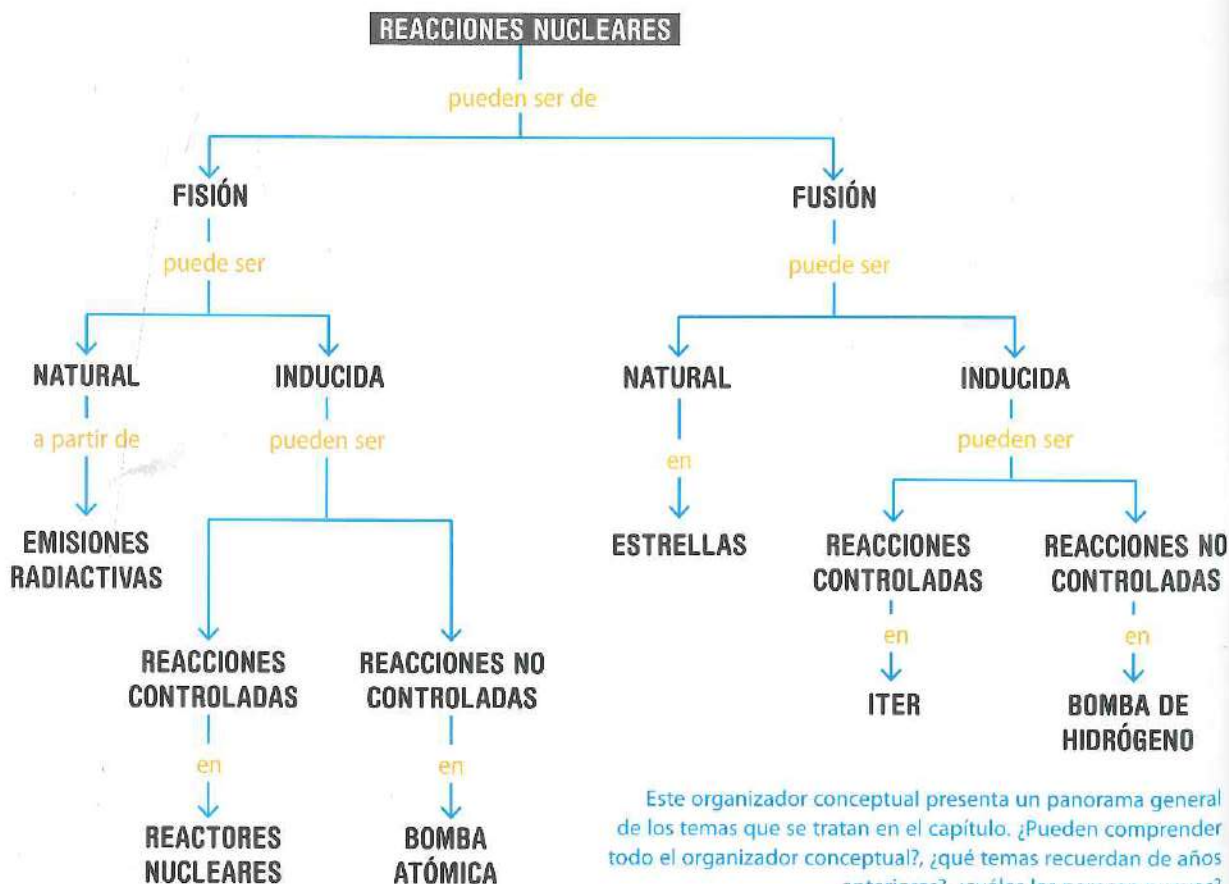 REACCIONES NUCLEARES
pueden ser de
FISIÓN
FUSIÓN
puede ser
puede ser
NATURAL
INDUCIDA
NATURAL
INDUCIDA
a partir de
pueden ser
en
pueden ser
EMISIONES
RADIACTIVAS
ESTRELLAS
REACCIONES
CONTROLADAS
REACCIONES NO
CONTROLADAS
en
en
ITER
BOMBA DE
HIDRÓGENO
REACCIONES
CONTROLADAS
REACCIONES NO
CONTROLADAS
en
en
REACTORES
NUCLEARES
BOMBA
ATÓMICA
Este organizador conceptual presenta un panorama general
de los temas que se tratan en el capítulo. ¿Pueden comprender
todo el organizador conceptual?, ¿qué temas recuerdan de años